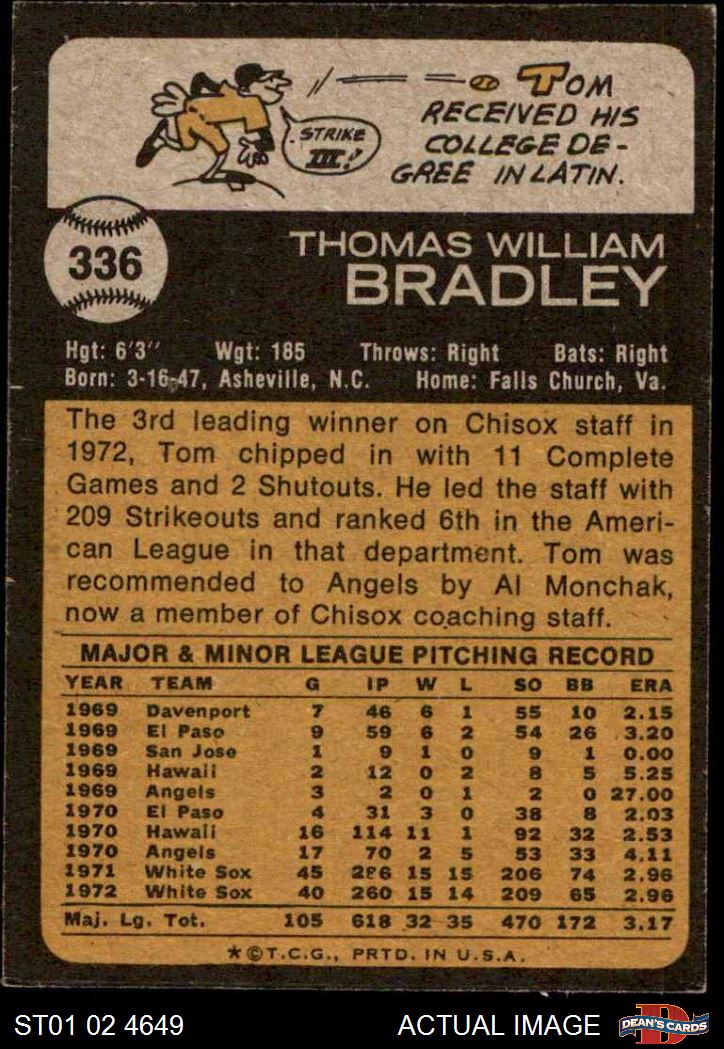 TOM
RECEIVED HIS
COLLEGE DE-
GREE IN LATIN.
STRIKE
III!
336
THOMAS WILLIAM
BRADLEY
Hgt: 6'3" Wgt: 185 Throws: Right Bats: Right
Born: 3-16-47, Asheville, N.C. Home: Falls Church, Va.
The 3rd leading winner on Chisox staff in
1972, Tom chipped in with 11 Complete
Games and 2 Shutouts. He led the staff with
209 Strikeouts and ranked 6th in the Ameri-
can League in that department. Tom was
recommended to Angels by Al Monchak,
now a member of Chisox coaching staff.
MAJOR & MINOR LEAGUE PITCHING RECORD
YEAR TEAM G IP W L SO BB ERA
1969 Davenport 7 46 6 1 55 10 2.15
1969 El Paso 9 59 6 2 54 26 3.20
1969 San Jose 1 9 1 0 9 1 0.00
1969 Hawaii 2 12 0 2 8 5 5.25
1969 Angels 3 2 0 1 2 0 27.00
1970 El Paso 4 31 3 0 38 8 2.03
1970 Hawaii 16 114 11 1 92 32 2.53
1970 Angels 17 70 2 5 53 33 4.11
1971 White Sox 45 286 15 15 206 74 2.96
1972 White Sox 40 260 15 14 209 65 2.98
Maj. Lg. Tot. 105 618 32 35 470 172 3.17
*©T.C.G., PRTD. IN U.S.A.
ST01 02 4649 ACTUAL IMAGE
D
DEAN'S CARDS